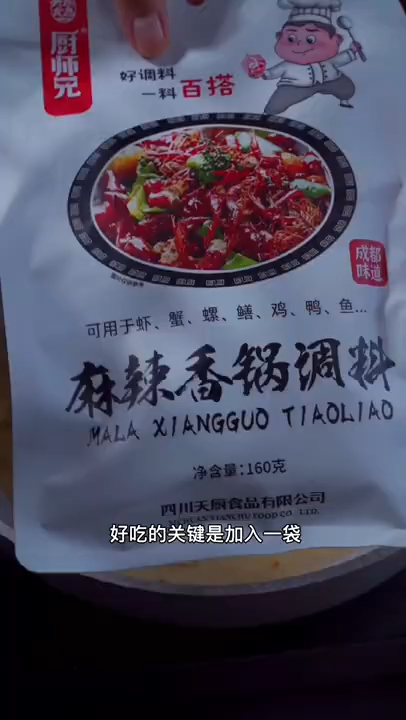 厨师兄
好调料
一料百搭
成都
味道
可用于虾、蟹、螺、鳝、鸡、鸭、鱼...
麻辣香锅调料
MALA XIANGGUO TIAOLIAO
净含量:160克
四川天厨食品有限公司
好吃的关键是加入一袋